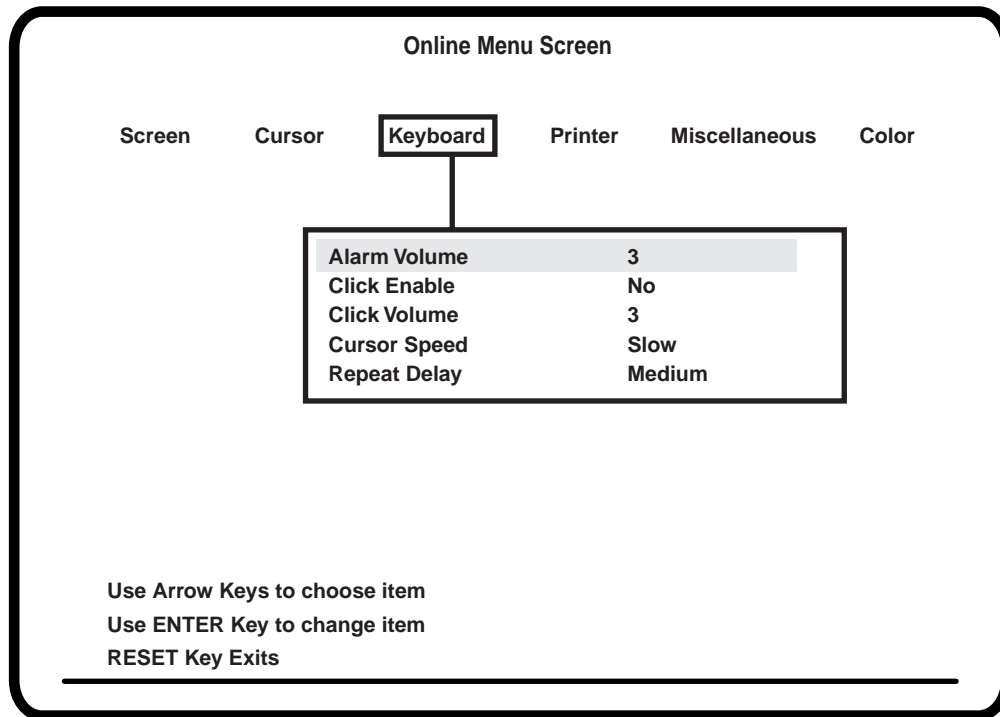 Online Menu Screen
Screen Cursor Keyboard Printer Miscellaneous Color
Alarm Volume 3
Click Enable No
Click Volume 3
Cursor Speed Slow
Repeat Delay Medium
Use Arrow Keys to choose item
Use ENTER Key to change item
RESET Key Exits